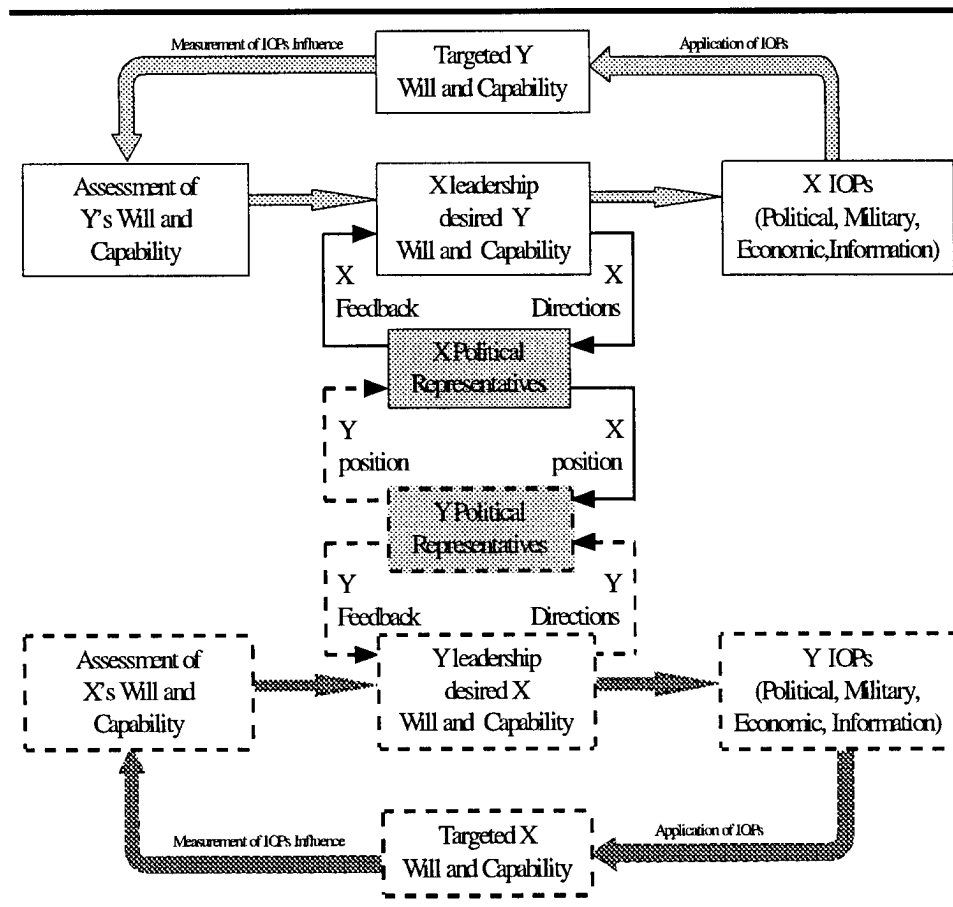 Measurement of IOPs Influence
Targeted Y
Will and Capability
Application of IOPs
Assessment of
Y's Will and
Capability
X leadership
desired Y
Will and Capability
X IOPs
(Political, Military,
Economic,Information)
X
Feedback
X
Directions
X Political
Representatives
Y
position
X
position
Y Political
Representatives
Y
Feedback
Y
Directions
Assessment of
X's Will and
Capability
Y leadership
desired X
Will and Capability
Y IOPs
(Political, Military,
Economic, Information)
Measurement of IOPs Influence
Targeted X
Will and Capability
Application of IOPs